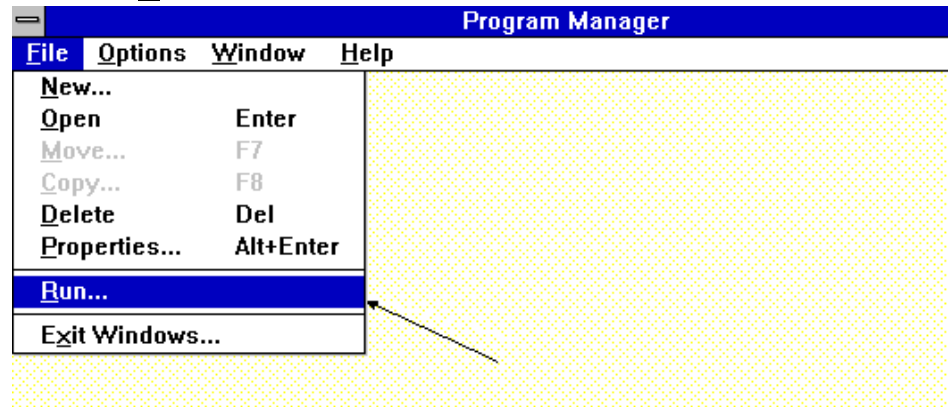 Program Manager
File Options Window Help
New...
Open Enter
Move... F7
Copy... F8
Delete Del
Properties... Alt+Enter
Run...
Exit Windows...